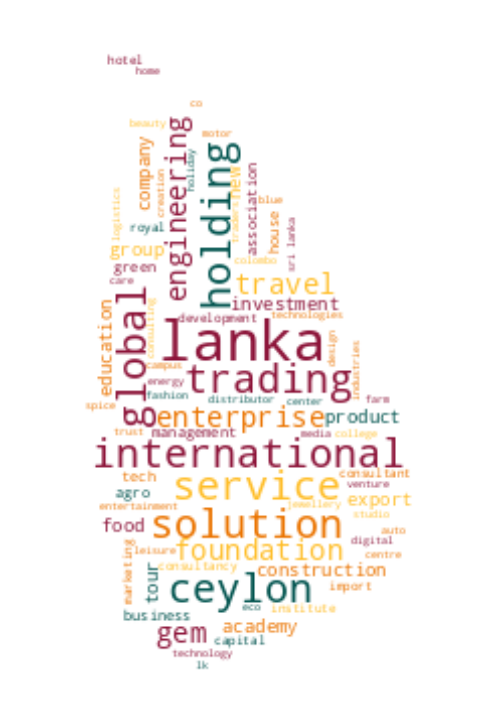 hotel
home
co
beauty
engineering
motor
company
holding
holiday
new
creation
association
logistics
blue
royal
trader
house
sri lanka
group
colombo
green
travel
care
global
investment
education
consulting
development
technologies
lanka
design
industries
campus
trading
energy
fashion
distributor
center
farm
spice
enterprise
product
trust
management
media
college
international
tech
service
consultant
venture
agro
export
entertainment
jewellery
studio
food
solution
auto
digital
marketing
leisure
foundation
centre
tour
consultancy
construction
ceylon
import
eco
institute
business
gem
academy
capital
technology
lk